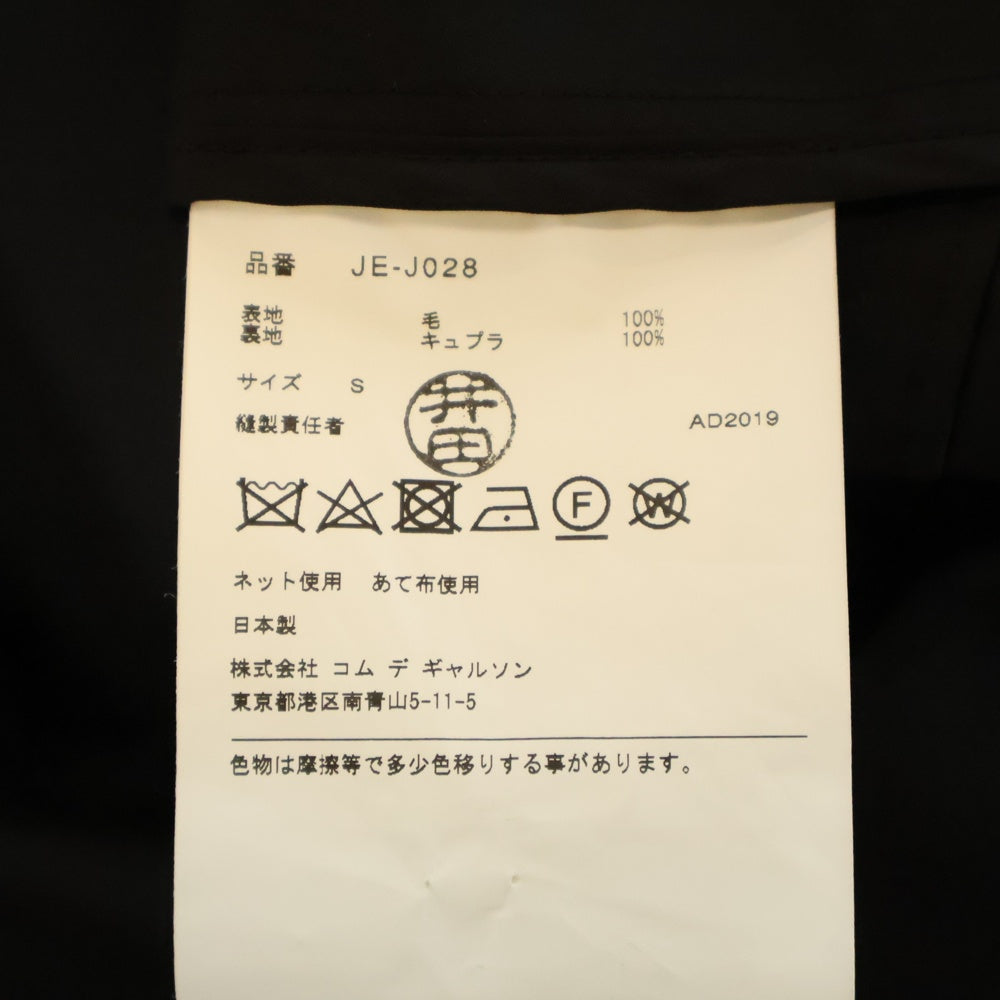 品番 JE-J028
表地 毛 100%
裏地 キュプラ 100%
サイズ S
井田
縫製責任者 AD2019
F W
ネット使用 あて布使用
日本製
株式会社 コム デ ギャルソン
東京都港区南青山5-11-5
色物は摩擦等で多少色移りする事があります。